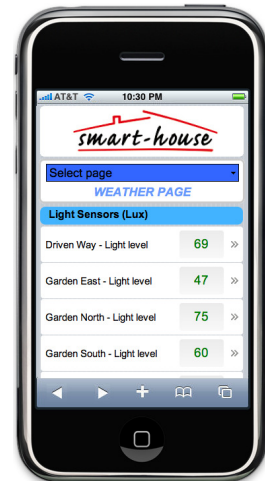 AT&T 10:30 PM
smart-house
Select page
WEATHER PAGE
Light Sensors (Lux)
Driven Way - Light level 69 »
Garden East - Light level 47 »
Garden North - Light level 75 »
Garden South - Light level 60 »